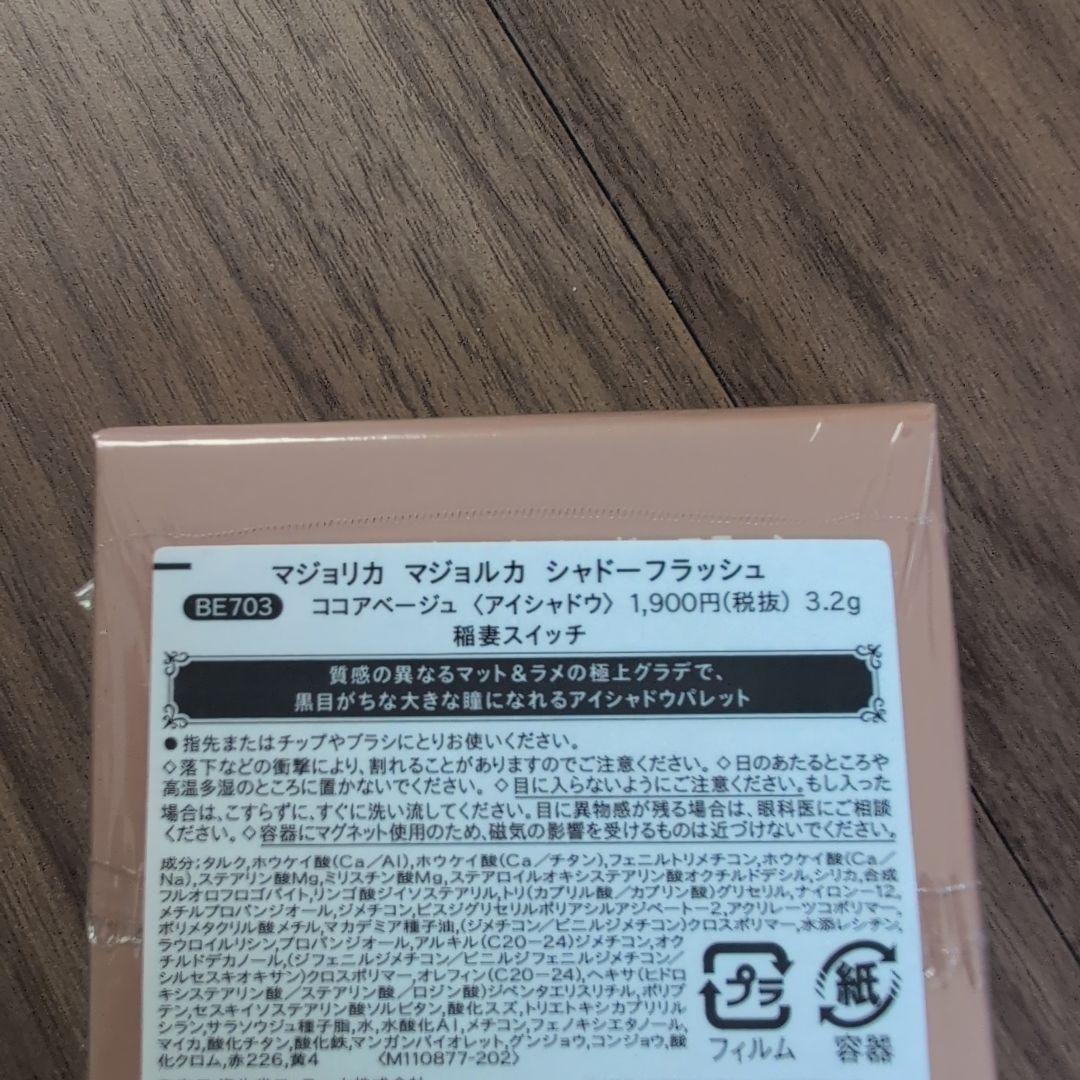 マジョリカ マジョルカ シャドーフラッシュ
BE703 ココアベージュ〈アイシャドウ〉1,900円(税抜) 3.2g
稲妻スイッチ
質感の異なるマット＆ラメの極上グラデで、
黒目がちな大きな瞳になれるアイシャドウパレット
●指先またはチップやブラシにとりお使いください。
◇落下などの衝撃により、割れることがありますのでご注意ください。◇日のあたるところや
高温多湿のところに置かないでください。◇目に入らないようにご注意ください。もし入った
場合は、こすらずに、すぐに洗い流してください。目に異物感が残る場合は、眼科医にご相談
ください。◇容器にマグネット使用のため、磁気の影響を受けるものは近づけないでください。
成分：タルク,ホウケイ酸(Ca／Al),ホウケイ酸(Ca／チタン),フェニルトリメチコン,ホウケイ酸(Ca／
Na),ステアリン酸Mg,ミリスチン酸Mg,ステアロイルオキシステアリン酸オクチルドデシル,シリカ,合成
フルオロフロゴパイト,リンゴ酸ジイソステアリル,トリ(カプリル酸／カプリン酸)グリセリル,ナイロン－12,
メチルプロパンジオール,ジメチコン,ビスジグリセリルポリアシルアジペート－2,アクリレーツコポリマー,
ポリメタクリル酸メチル,マカデミア種子油,(ジメチコン／ビニルジメチコン)クロスポリマー,水添レシチン,
ラウロイルリシン,プロパンジオール,アルキル(C20－24)ジメチコン,オク
チルドデカノール,(ジフェニルジメチコン／ビニルジフェニルジメチコン／
シルセスキオキサン)クロスポリマー,オレフィン(C20－24),ヘキサ(ヒドロ
キシステアリン酸／ステアリン酸／ロジン酸)ジペンタエリスリチル,ポリブ
テン,セスキイソステアリン酸ソルビタン,酸化スズ,トリエトキシカプリリル
シラン,サラソウジュ種子脂,水,水酸化Al,メチコン,フェノキシエタノール,
マイカ,酸化チタン,酸化鉄,マンガンバイオレット,グンジョウ,コンジョウ,酸
化クロム,赤226,黄4 〈M110877-202〉
プラ
フィルム
紙
容器